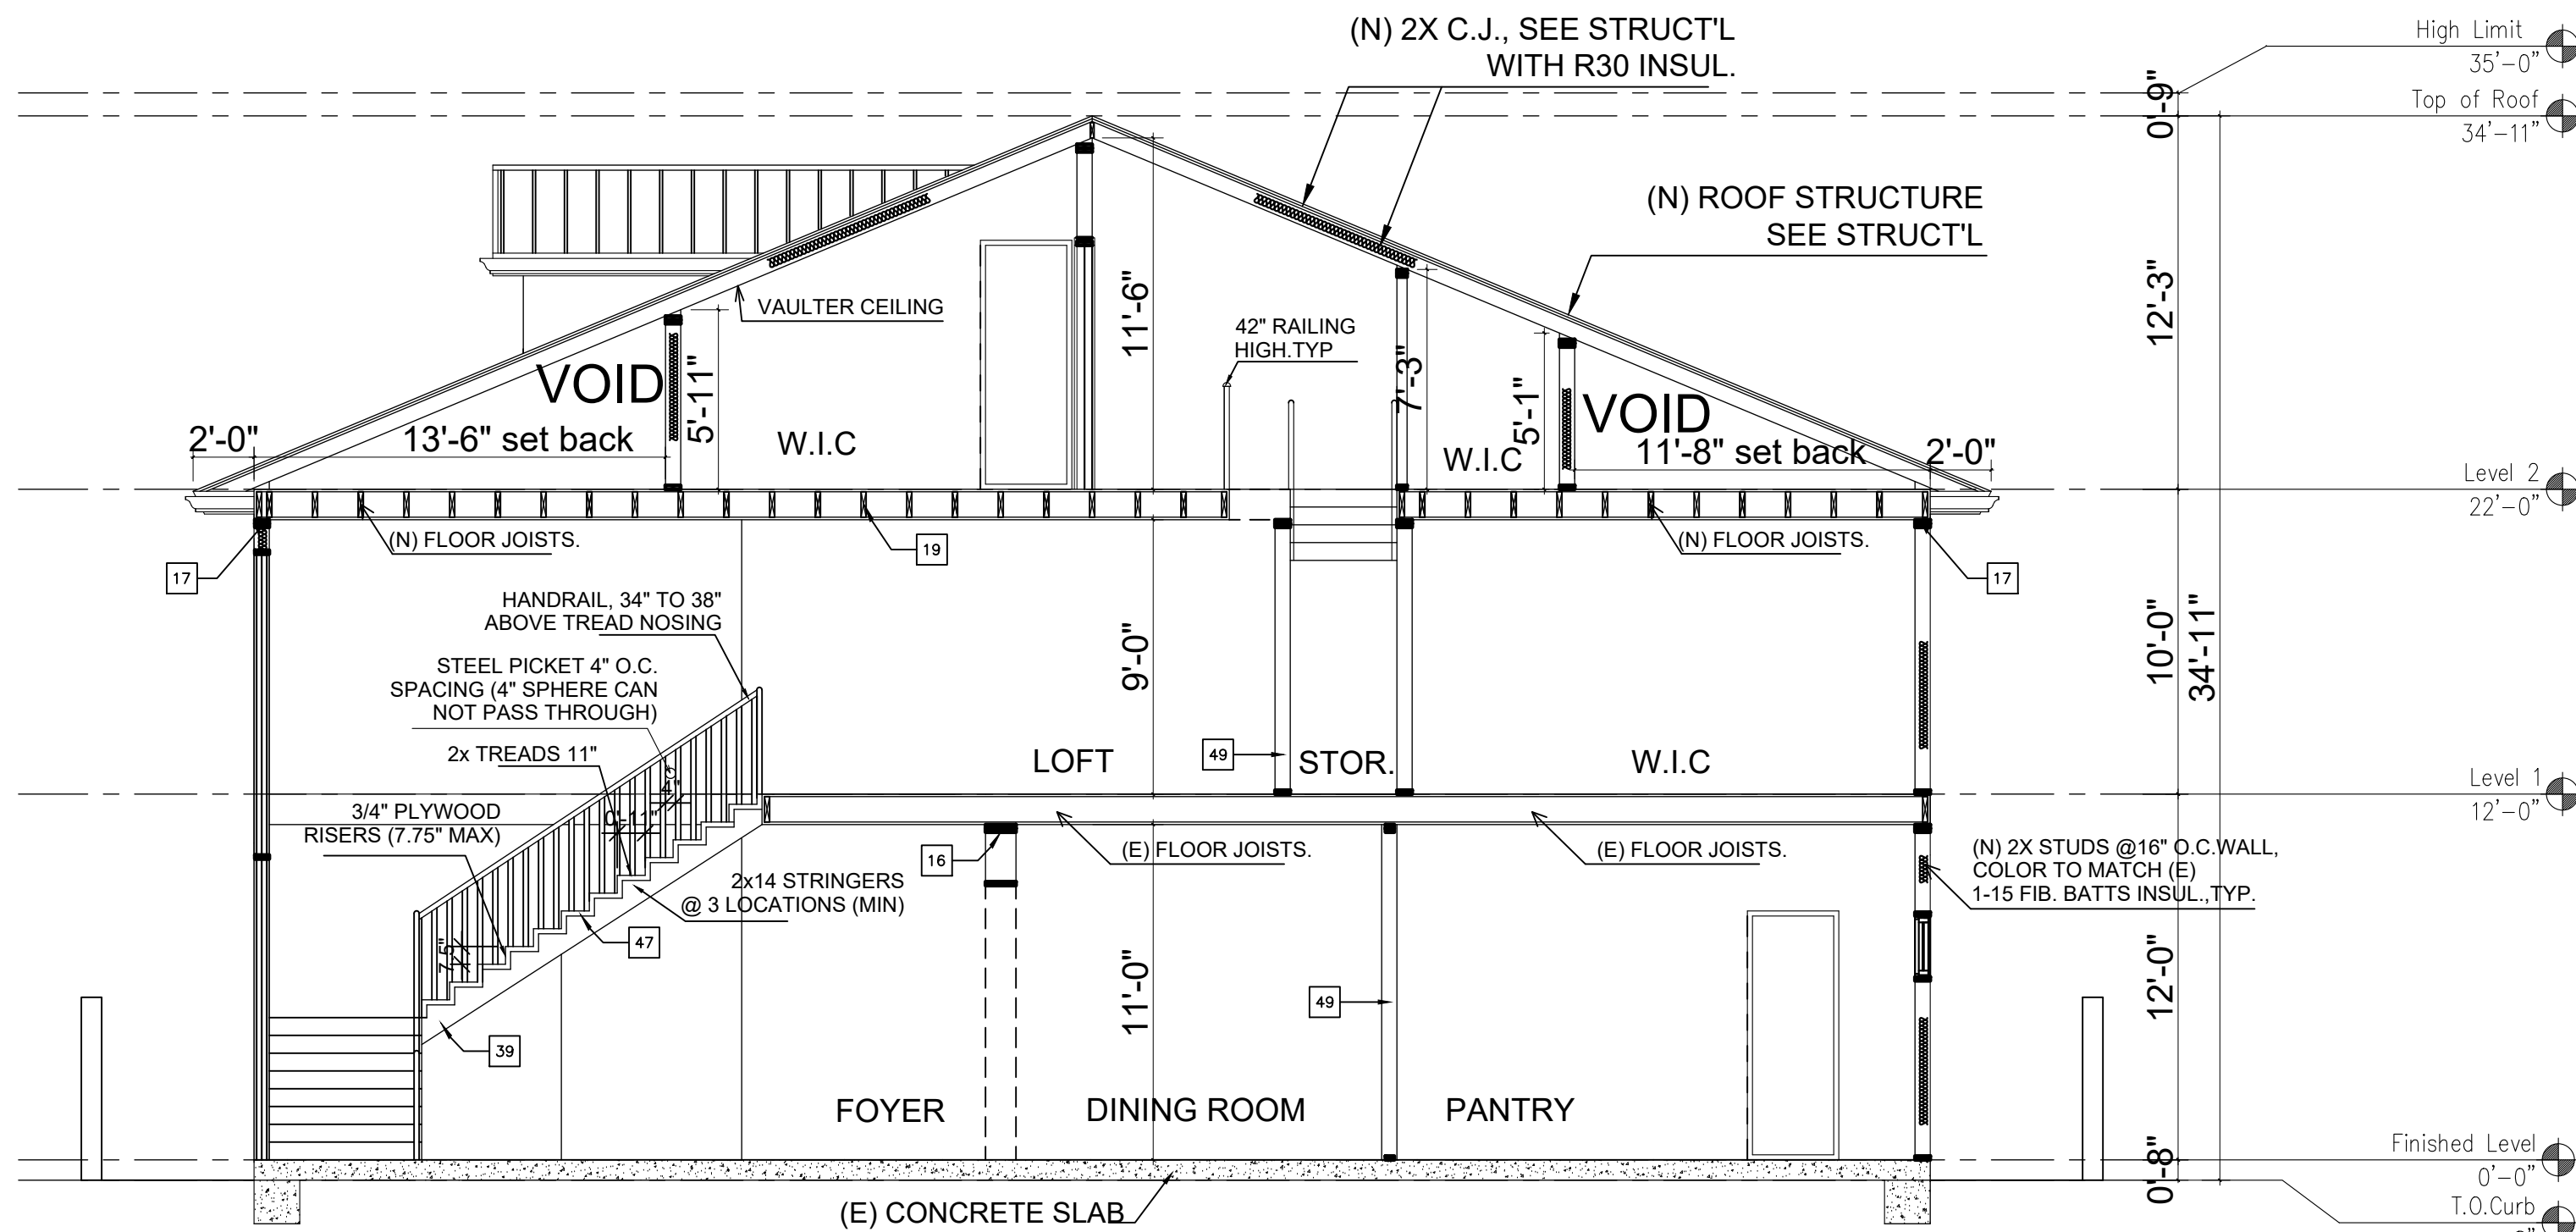 (N) 2X C.J., SEE STRUCT'L
WITH R30 INSUL.
High Limit
35'-0"
0'-9"
Top of Roof
34'-11"
(N) ROOF STRUCTURE
SEE STRUCT'L
VAULTER CEILING
11'-6"
42" RAILING
HIGH.TYP
12'-3"
VOID
5'-11"
7'-3"
5'-1"
VOID
2'-0"
13'-6" set back
W.I.C
W.I.C
11'-8" set back
2'-0"
Level 2
22'-0"
(N) FLOOR JOISTS.
19
(N) FLOOR JOISTS.
17
17
HANDRAIL, 34" TO 38"
ABOVE TREAD NOSING
9'-0"
10'-0"
34'-11"
STEEL PICKET 4" O.C.
SPACING (4" SPHERE CAN
NOT PASS THROUGH)
2x TREADS 11"
LOFT
49
STOR.
W.I.C
4"
Level 1
12'-0"
3/4" PLYWOOD
RISERS (7.75" MAX)
0'-11"
16
(E) FLOOR JOISTS.
(E) FLOOR JOISTS.
(N) 2X STUDS @16" O.C.WALL,
COLOR TO MATCH (E)
1-15 FIB. BATTS INSUL.,TYP.
2x14 STRINGERS
@ 3 LOCATIONS (MIN)
47
7.5"
11'-0"
49
12'-0"
39
FOYER
DINING ROOM
PANTRY
0'-8"
Finished Level
0'-0"
T.O.Curb
(E) CONCRETE SLAB